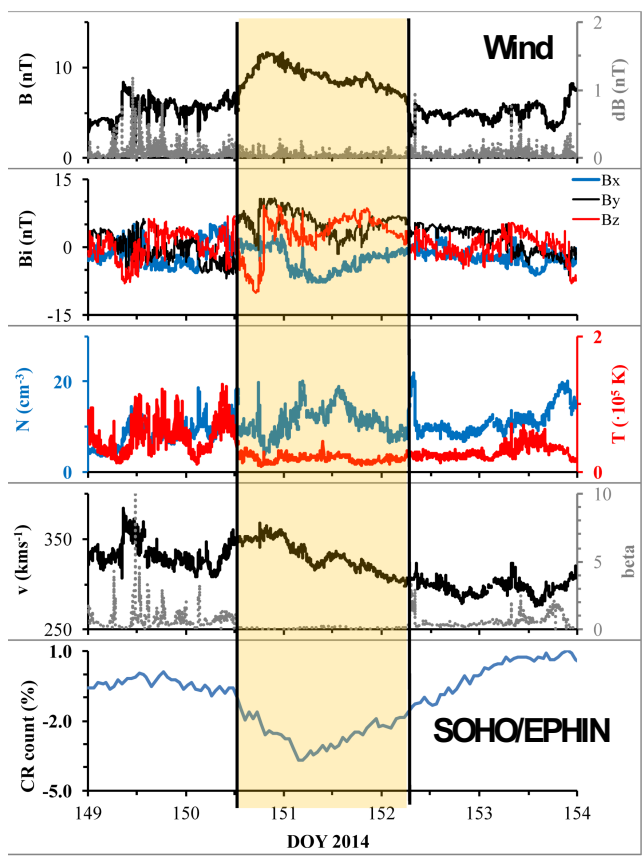 Wind
B (nT)
10
0
2
1
0
dB (nT)
Bi (nT)
15
0
-15
Bx
By
Bz
N (cm-3)
20
0
2
1
0
T (·10⁵ K)
v (kms-1)
350
250
10
5
0
beta
CR count (%)
1.0
-2.0
-5.0
SOHO/EPHIN
149 150 151 152 153 154
DOY 2014